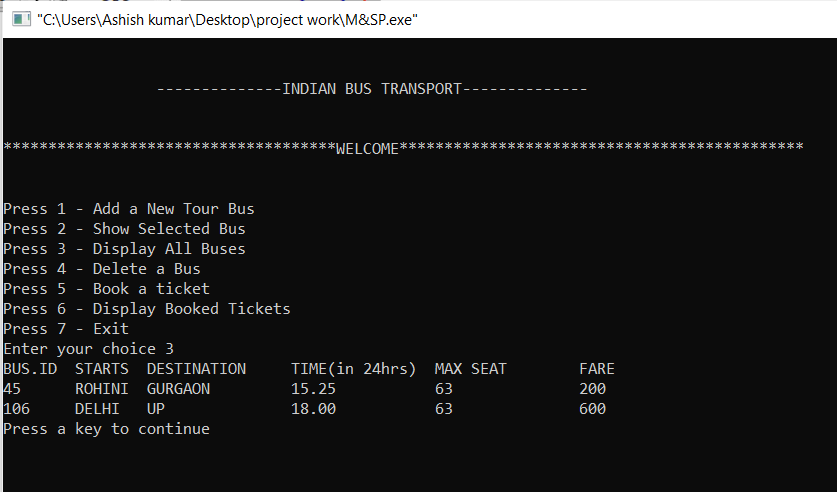 "C:\Users\Ashish kumar\Desktop\project work\M&SP.exe"
--------------INDIAN BUS TRANSPORT--------------
*************************************WELCOME*********************************************
Press 1 - Add a New Tour Bus
Press 2 - Show Selected Bus
Press 3 - Display All Buses
Press 4 - Delete a Bus
Press 5 - Book a ticket
Press 6 - Display Booked Tickets
Press 7 - Exit
Enter your choice 3
BUS.ID  STARTS  DESTINATION     TIME(in 24hrs)  MAX SEAT        FARE
45      ROHINI  GURGAON         15.25           63              200
106     DELHI   UP              18.00           63              600
Press a key to continue